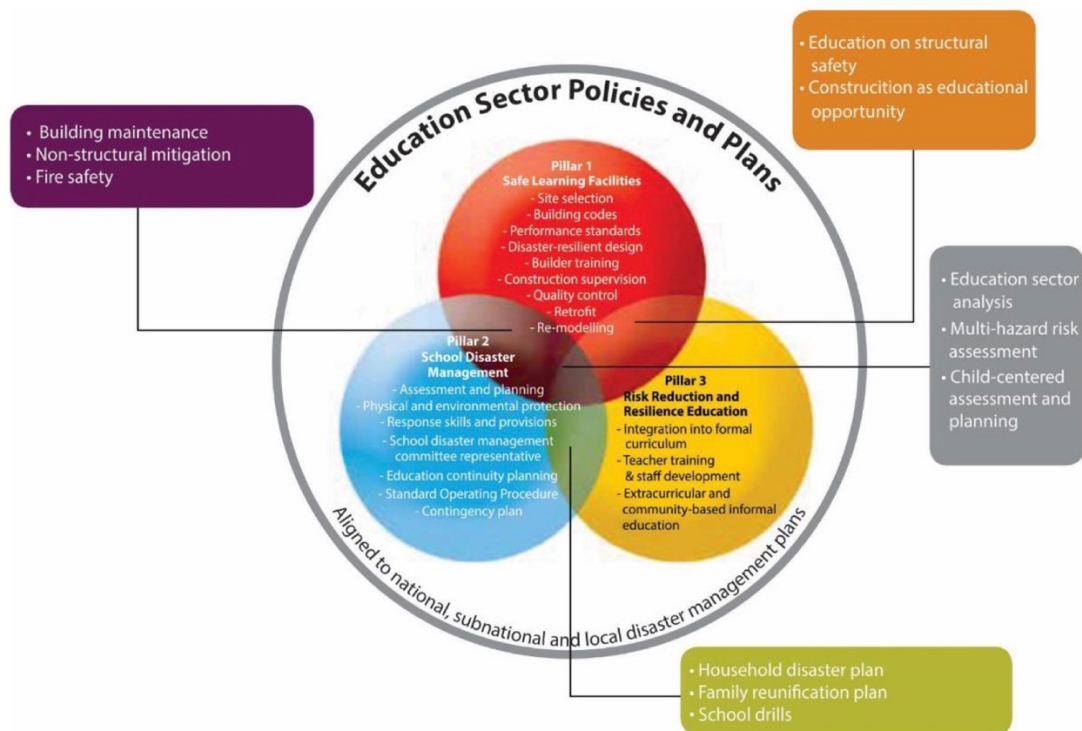 Education Sector Policies and Plans
• Building maintenance
• Non-structural mitigation
• Fire safety
• Education on structural
safety
• Construcition as educational
opportunity
Pillar 1
Safe Learning Facilities
- Site selection
- Building codes
- Performance standards
- Disaster-resilient design
- Builder training
- Construction supervision
- Quality control
- Retrofit
- Re-modelling
• Education sector
analysis
• Multi-hazard risk
assessment
• Child-centered
assessment and
planning
Pillar 2
School Disaster
Management
- Assessment and planning
- Physical and environmental protection
- Response skills and provisions
- School disaster management
committee representative
- Education continuity planning
- Standard Operating Procedure
- Contingency plan
Pillar 3
Risk Reduction and
Resilience Education
- Integration into formal
curriculum
- Teacher training
& staff development
- Extracurricular and
community-based informal
education
Aligned to national, subnational and local disaster management plans
• Household disaster plan
• Family reunification plan
• School drills